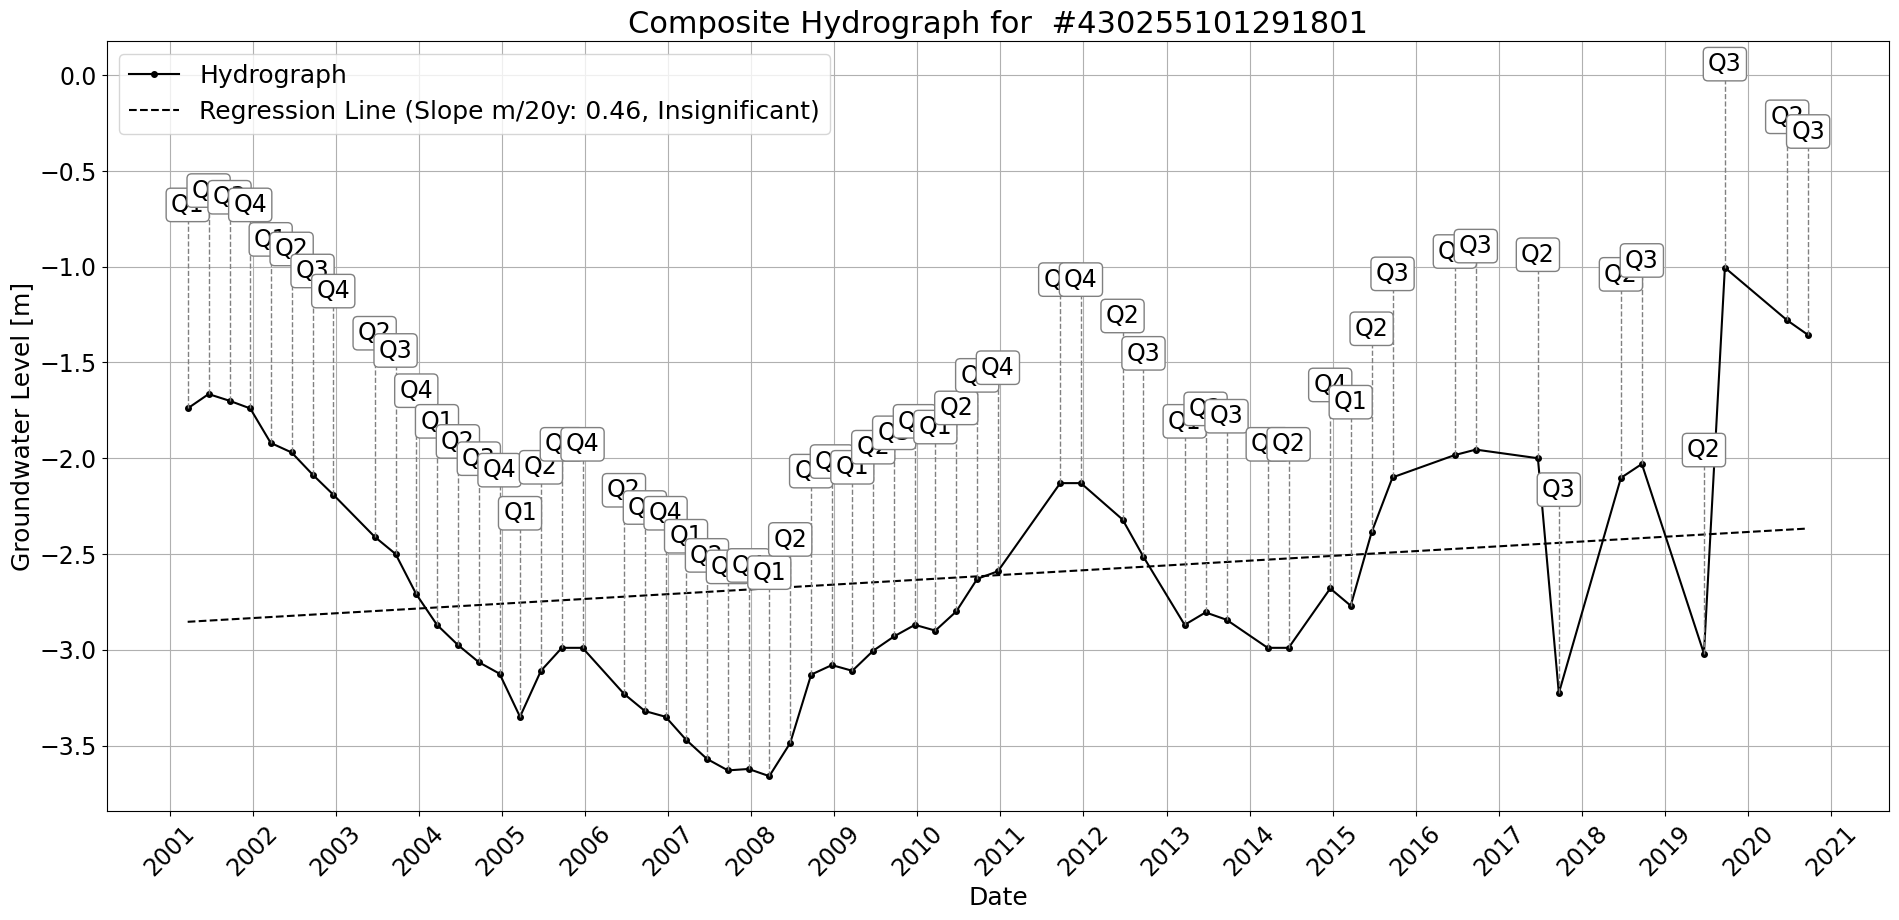 Composite Hydrograph for  #430255101291801
Hydrograph
Regression Line (Slope m/20y: 0.46, Insignificant)
Groundwater Level [m]
0.0
−0.5
−1.0
−1.5
−2.0
−2.5
−3.0
−3.5
Q4
Q2
Q3
Q4
Q2
Q3
Q4
Q1
Q2
Q4
Q1
Q2
Q4
Q2
Q4
Q1
Q1
Q2
Q1
Q1
Q2
Q4
Q4
Q2
Q3
Q3
Q2
Q4
Q1
Q2
Q3
Q3
Q2
Q3
Q2
Q3
Q2
Q3
Q2
Q3
2001
2002
2003
2004
2005
2006
2007
2008
2009
2010
2011
2012
2013
2014
2015
2016
2017
2018
2019
2020
2021
Date